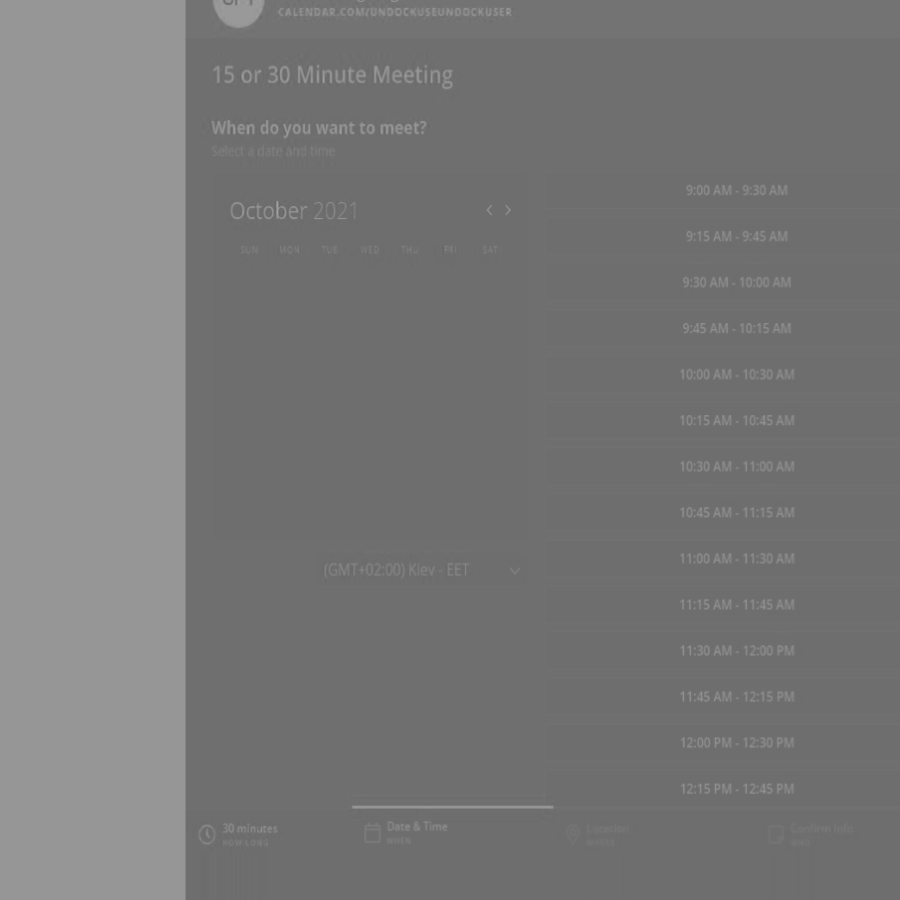 CALENDAR.COM/UNDOCKUSEUNDOCKUSER
15 or 30 Minute Meeting
When do you want to meet?
Select a date and time
October 2021
SUN MON TUE WED THU FRI SAT
9:00 AM - 9:30 AM
9:15 AM - 9:45 AM
9:30 AM - 10:00 AM
9:45 AM - 10:15 AM
10:00 AM - 10:30 AM
10:15 AM - 10:45 AM
10:30 AM - 11:00 AM
10:45 AM - 11:15 AM
11:00 AM - 11:30 AM
11:15 AM - 11:45 AM
11:30 AM - 12:00 PM
11:45 AM - 12:15 PM
12:00 PM - 12:30 PM
12:15 PM - 12:45 PM
(GMT+02:00) Kiev - EET
30 minutes
HOW LONG
Date & Time
WHEN
Location
WHERE
Confirm Info
WHO